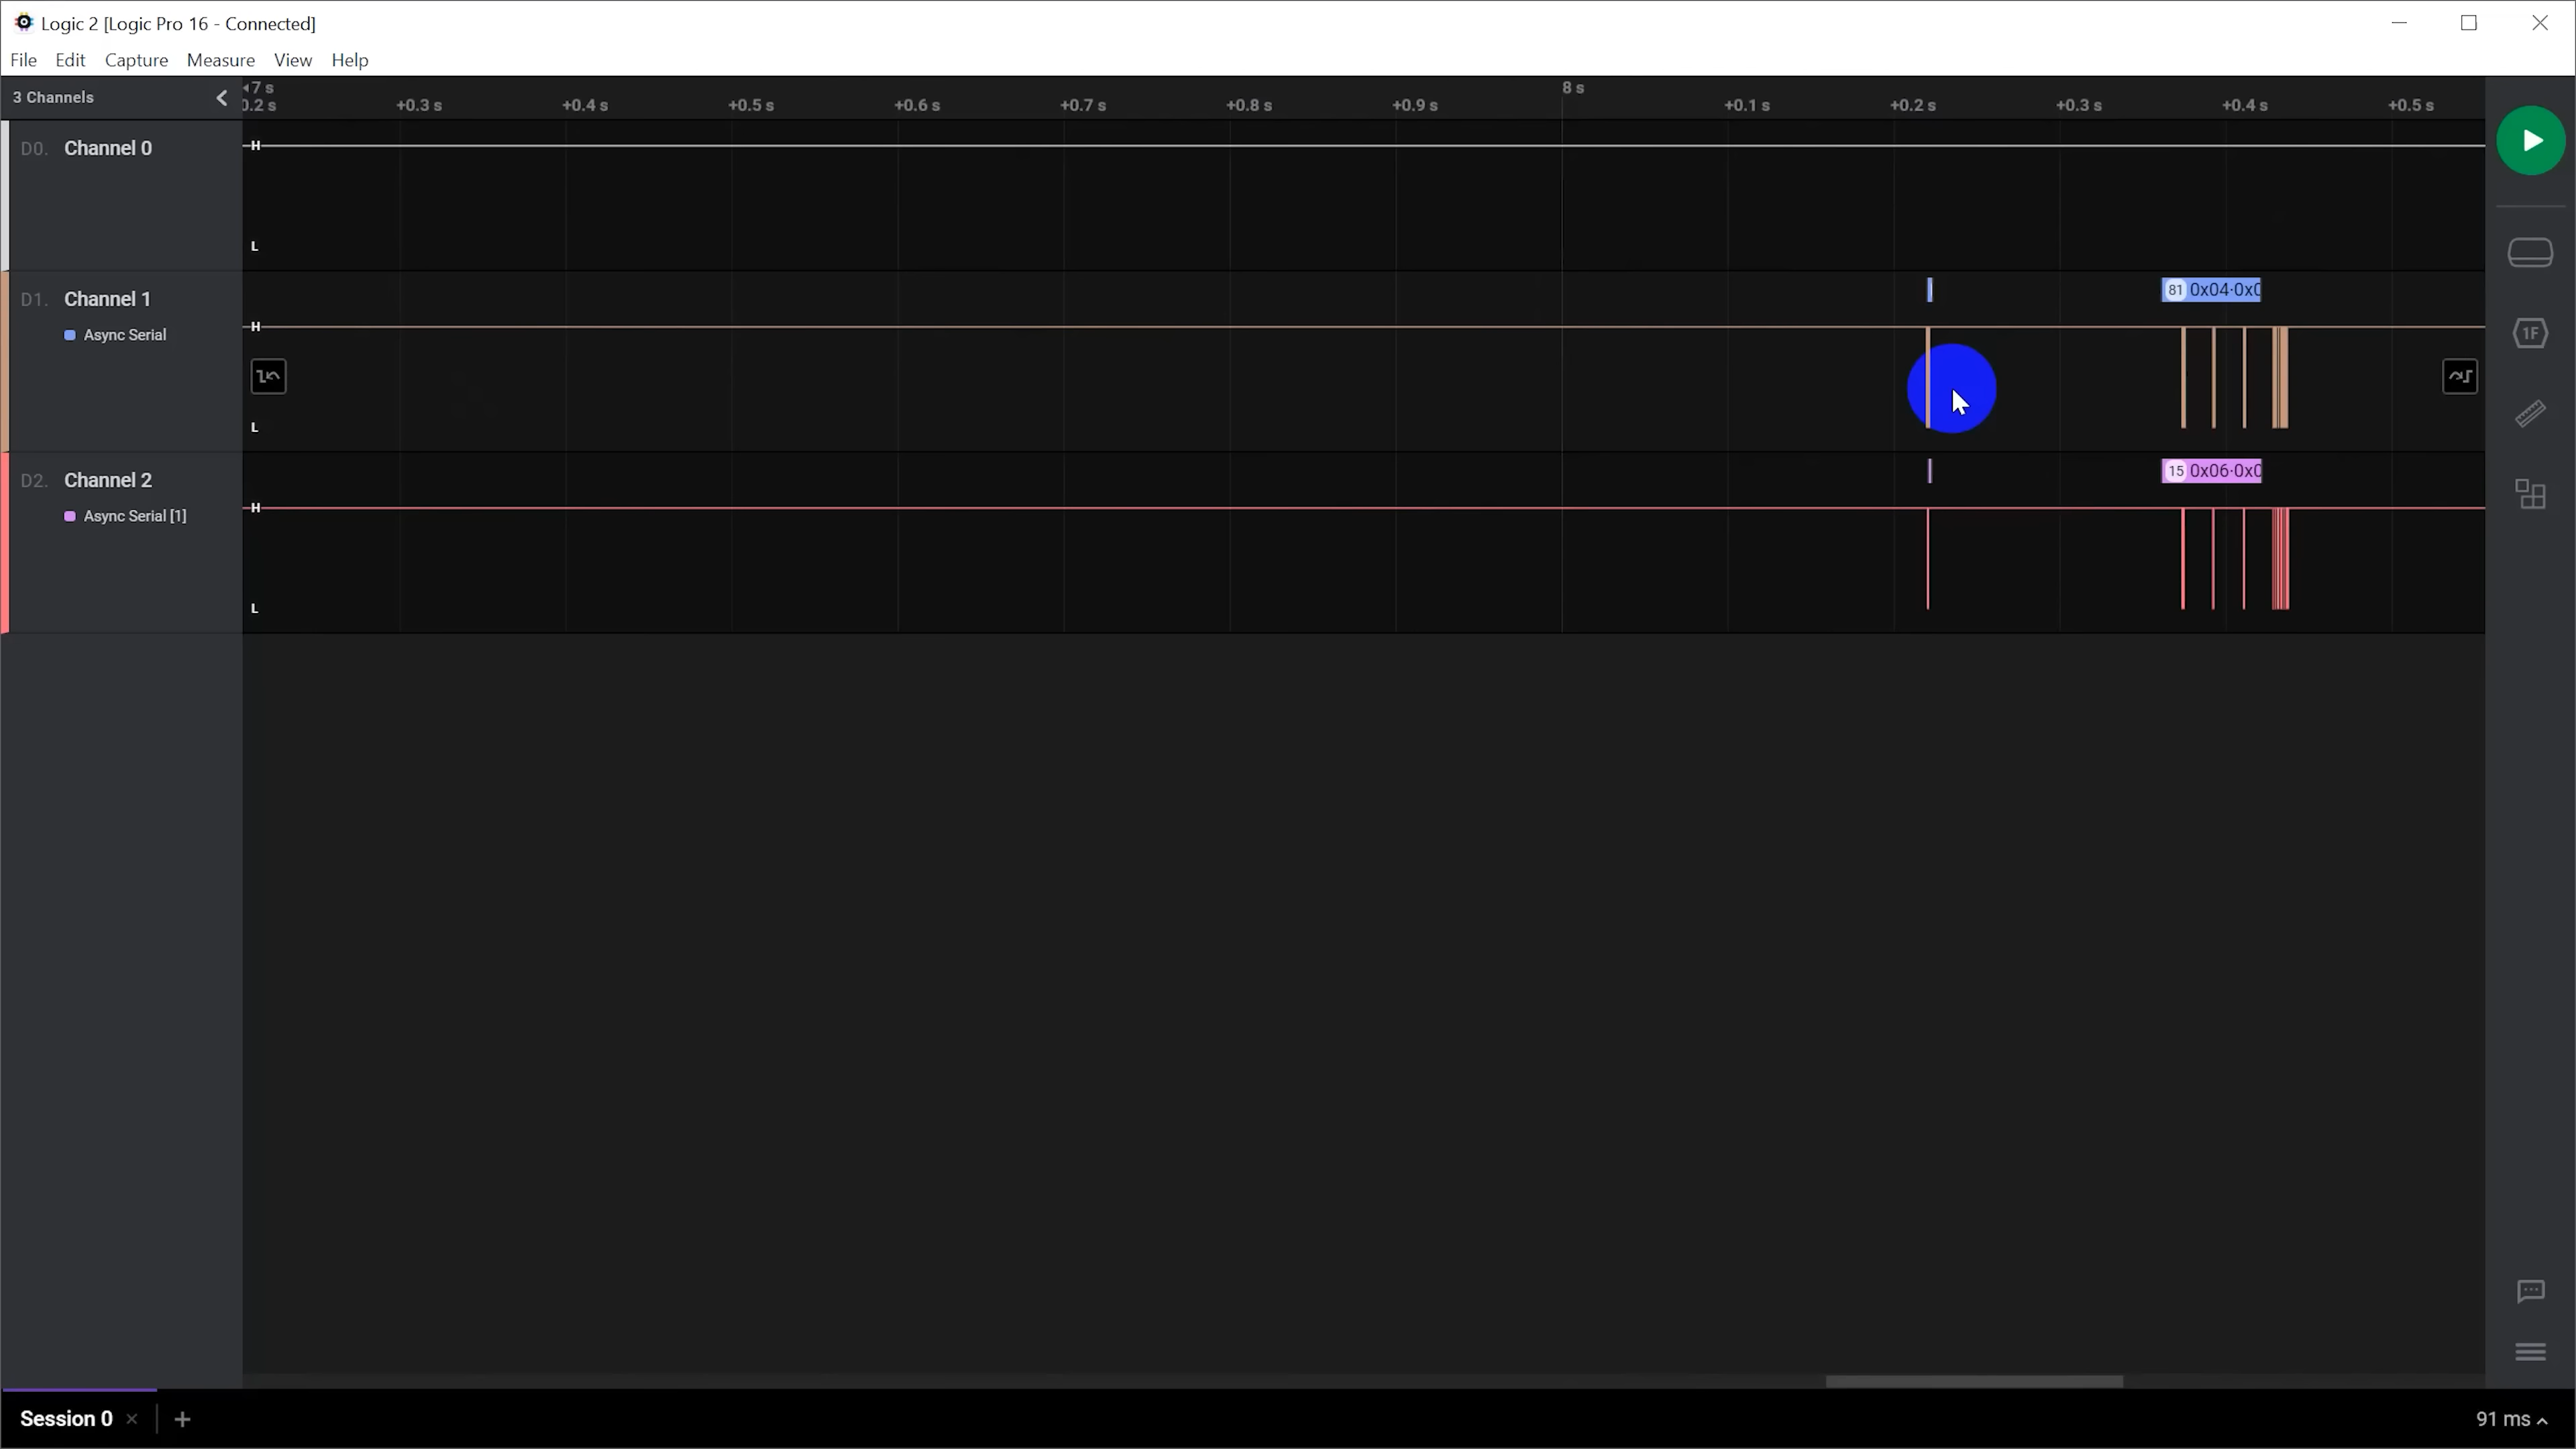 Logic 2 [Logic Pro 16 - Connected]
File Edit Capture Measure View Help
3 Channels
7 s 8 s
0.2 s +0.3 s +0.4 s +0.5 s +0.6 s +0.7 s +0.8 s +0.9 s +0.1 s +0.2 s +0.3 s +0.4 s +0.5 s
D0. Channel 0
H
L
D1. Channel 1
Async Serial
81 0x04·0x0
H
L
D2. Channel 2
Async Serial [1]
15 0x06·0x0
H
L
1F
Session 0
91 ms